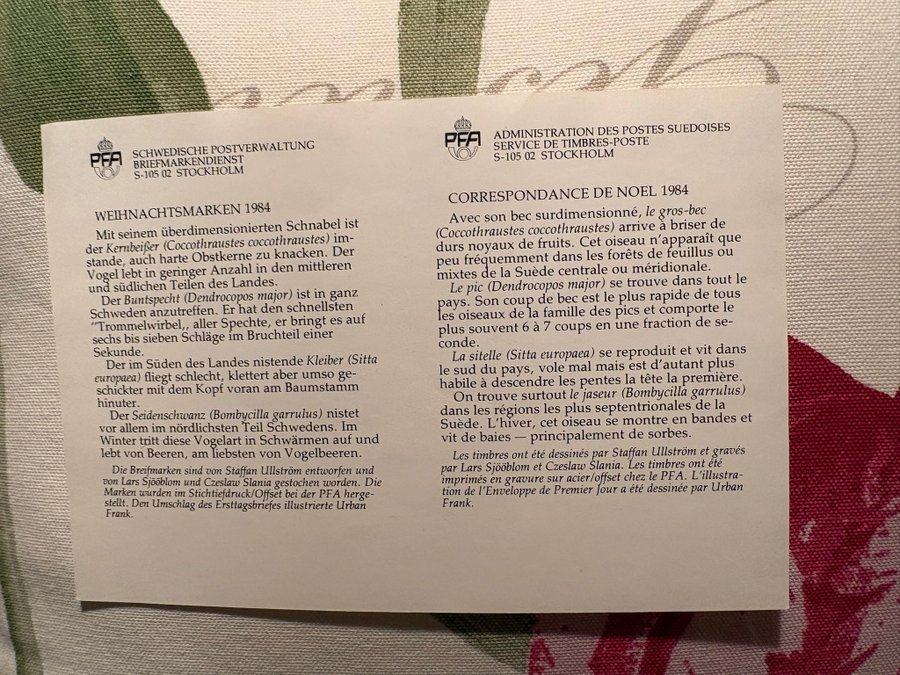 PFA
SCHWEDISCHE POSTVERWALTUNG
BRIEFMARKENDIENST
S-105 02 STOCKHOLM
WEIHNACHTSMARKEN 1984
Mit seinem überdimensionierten Schnabel ist
der Kernbeißer (Coccothraustes coccothraustes) im-
stande, auch harte Obstkerne zu knacken. Der
Vogel lebt in geringer Anzahl in den mittleren
und südlichen Teilen des Landes.
Der Buntspecht (Dendrocopos major) ist in ganz
Schweden anzutreffen. Er hat den schnellsten
"Trommelwirbel,, aller Spechte, er bringt es auf
sechs bis sieben Schläge im Bruchteil einer
Sekunde.
Der im Süden des Landes nistende Kleiber (Sitta
europaea) fliegt schlecht, klettert aber umso ge-
schickter mit dem Kopf voran am Baumstamm
hinuter.
Der Seidenschwanz (Bombycilla garrulus) nistet
vor allem im nördlichsten Teil Schwedens. Im
Winter tritt diese Vogelart in Schwärmen auf und
lebt von Beeren, am liebsten von Vogelbeeren.
Die Breifmarken sind von Staffan Ullström entworfen und
von Lars Sjööblom und Czeslaw Slania gestochen worden. Die
Marken wurden im Stichtiefdruck/Offset bei der PFA herge-
stellt. Den Umschlag des Ersttagsbriefes illustrierte Urban
Frank.
PFA
ADMINISTRATION DES POSTES SUEDOISES
SERVICE DE TIMBRES-POSTE
S-105 02 STOCKHOLM
CORRESPONDANCE DE NOEL 1984
Avec son bec surdimensionné, le gros-bec
(Coccothraustes coccothraustes) arrive à briser de
durs noyaux de fruits. Cet oiseau n'apparaît que
peu fréquemment dans les forêts de feuillus ou
mixtes de la Suède centrale ou méridionale.
Le pic (Dendrocopos major) se trouve dans tout le
pays. Son coup de bec est le plus rapide de tous
les oiseaux de la famille des pics et comporte le
plus souvent 6 à 7 coups en une fraction de se-
conde.
La sitelle (Sitta europaea) se reproduit et vit dans
le sud du pays, vole mal mais est d'autant plus
habile à descendre les pentes la tête la première.
On trouve surtout le jaseur (Bombycilla garrulus)
dans les régions les plus septentrionales de la
Suède. L'hiver, cet oiseau se montre en bandes et
vit de baies — principalement de sorbes.
Les timbres ont été dessinés par Staffan Ullström et gravés
par Lars Sjööblom et Czeslaw Slania. Les timbres ont été
imprimés en gravure sur acier/offset chez le PFA. L'illustra-
tion de l'Enveloppe de Premier Jour a été dessinée par Urban
Frank.